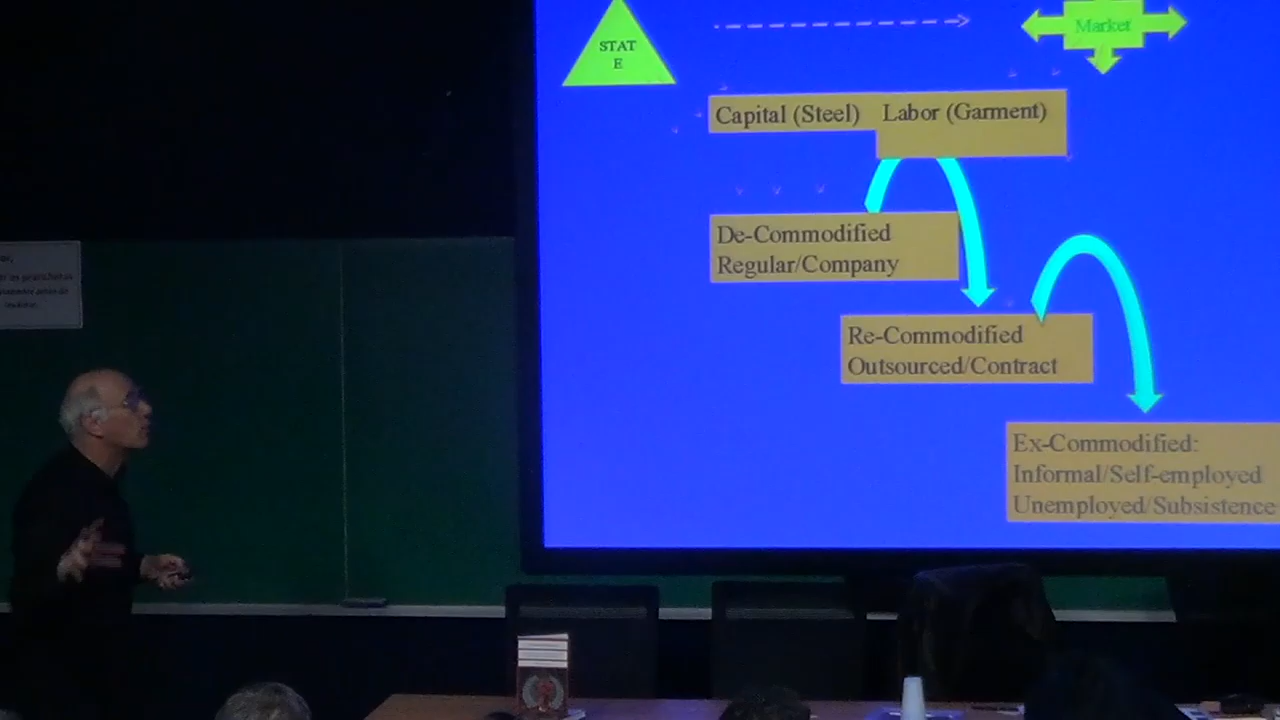 STAT
E
Market
Capital (Steel) Labor (Garment)
De-Commodified
Regular/Company
Re-Commodified
Outsourced/Contract
Ex-Commodified:
Informal/Self-employed
Unemployed/Subsistence